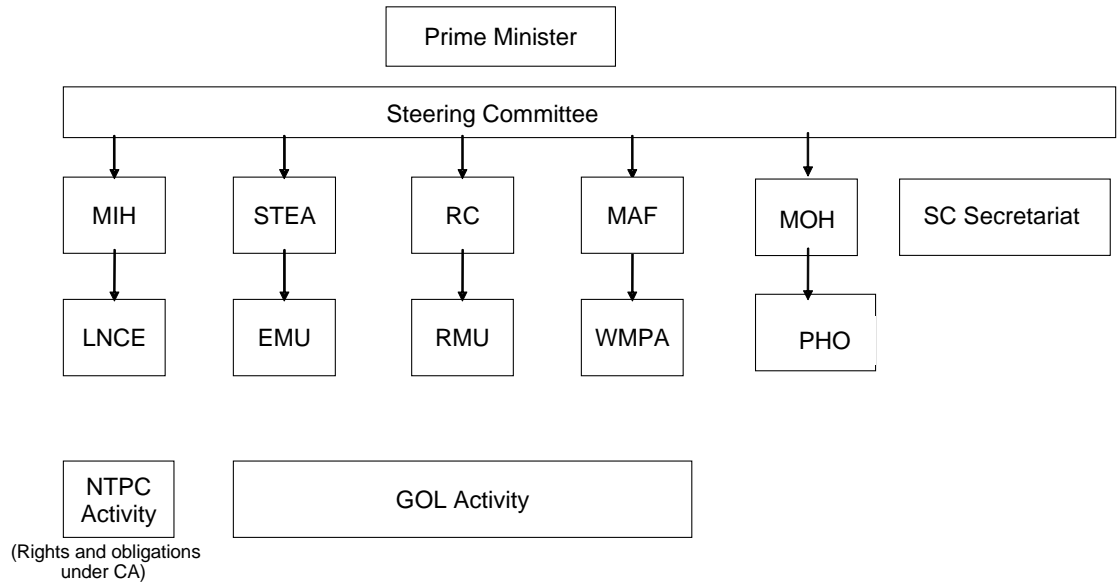 Prime Minister
Steering Committee
MIH
STEA
RC
MAF
MOH
SC Secretariat
LNCE
EMU
RMU
WMPA
PHO
NTPC
Activity
GOL Activity
(Rights and obligations
under CA)